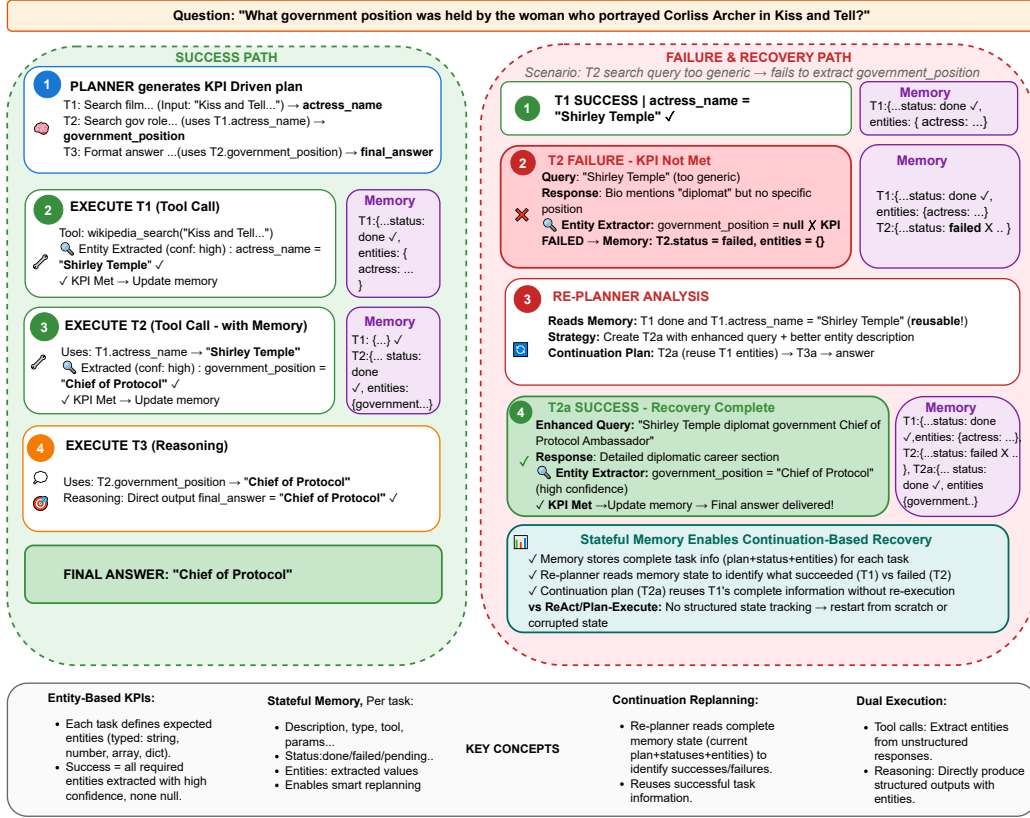 Question: "What government position was held by the woman who portrayed Corliss Archer in Kiss and Tell?"
SUCCESS PATH
1
PLANNER generates KPI Driven plan
T1: Search film... (Input: "Kiss and Tell...") → actress_name
T2: Search gov role... (uses T1.actress_name) →
government_position
T3: Format answer ...(uses T2.government_position) → final_answer
2
EXECUTE T1 (Tool Call)
Tool: wikipedia_search("Kiss and Tell...")
Entity Extracted (conf: high) : actress_name =
"Shirley Temple" ✓
✓ KPI Met → Update memory
Memory
T1:{...status:
done ✓,
entities: {
actress: ...
}
3
EXECUTE T2 (Tool Call - with Memory)
Uses: T1.actress_name → "Shirley Temple"
Extracted (conf: high) : government_position =
"Chief of Protocol" ✓
✓ KPI Met → Update memory
Memory
T1: {...} ✓
T2:{... status:
done
✓, entities:
{government...}
4
EXECUTE T3 (Reasoning)
Uses: T2.government_position → "Chief of Protocol"
Reasoning: Direct output final_answer = "Chief of Protocol" ✓
FINAL ANSWER: "Chief of Protocol"
FAILURE & RECOVERY PATH
Scenario: T2 search query too generic → fails to extract government_position
1
T1 SUCCESS | actress_name =
"Shirley Temple" ✓
Memory
T1:{...status: done ✓,
entities: { actress: ...}
2
T2 FAILURE - KPI Not Met
Query: "Shirley Temple" (too generic)
Response: Bio mentions "diplomat" but no specific
position
Entity Extractor: government_position = null ✗ KPI
FAILED → Memory: T2.status = failed, entities = {}
Memory
T1:{...status: done ✓,
entities: {actress: ...}
T2:{...status: failed X .. }
3
RE-PLANNER ANALYSIS
Reads Memory: T1 done and T1.actress_name = "Shirley Temple" (reusable!)
Strategy: Create T2a with enhanced query + better entity description
Continuation Plan: T2a (reuse T1 entities) → T3a → answer
4
T2a SUCCESS - Recovery Complete
Enhanced Query: "Shirley Temple diplomat government Chief of
Protocol Ambassador"
✓ Response: Detailed diplomatic career section
Entity Extractor: government_position = "Chief of Protocol"
(high confidence)
✓ KPI Met →Update memory → Final answer delivered!
Memory
T1:{...status: done
✓,entities: {actress: ...},
T2:{...status: failed X ..
}, T2a:{... status:
done ✓, entities
{government..}
Stateful Memory Enables Continuation-Based Recovery
✓ Memory stores complete task info (plan+status+entities) for each task
✓ Re-planner reads memory state to identify what succeeded (T1) vs failed (T2)
✓ Continuation plan (T2a) reuses T1's complete information without re-execution
vs ReAct/Plan-Execute: No structured state tracking → restart from scratch or
corrupted state
Entity-Based KPIs:
• Each task defines expected
entities (typed: string,
number, array, dict).
• Success = all required
entities extracted with high
confidence, none null.
Stateful Memory, Per task:
• Description, type, tool,
params...
• Status:done/failed/pending..
• Entities: extracted values
• Enables smart replanning
KEY CONCEPTS
Continuation Replanning:
• Re-planner reads complete
memory state (current
plan+statuses+entities) to
identify successes/failures.
• Reuses successful task
information.
Dual Execution:
• Tool calls: Extract entities
from unstructured
responses.
• Reasoning: Directly produce
structured outputs with
entities.